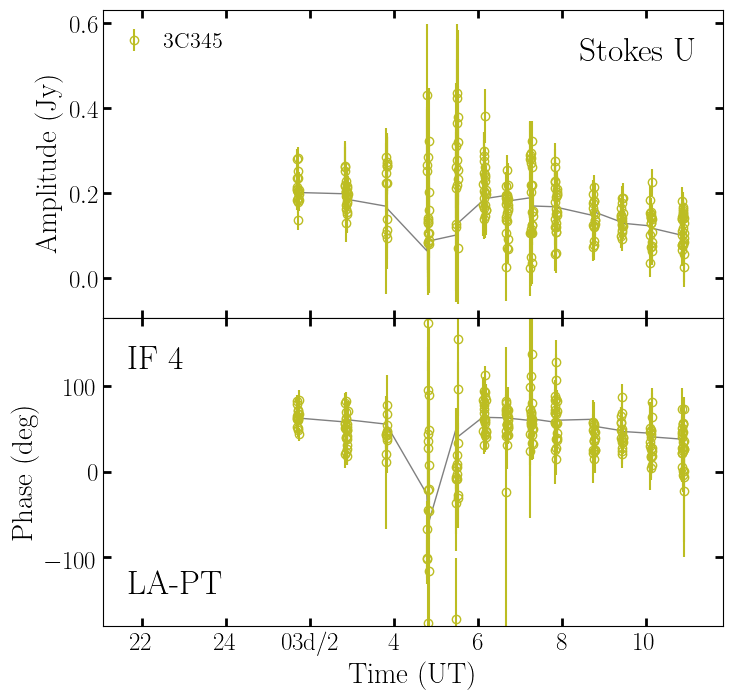 3C345
Stokes U
Amplitude (Jy)
0.6
0.4
0.2
0.0
IF 4
LA-PT
Phase (deg)
100
0
−100
22 24 03d/2 4 6 8 10
Time (UT)